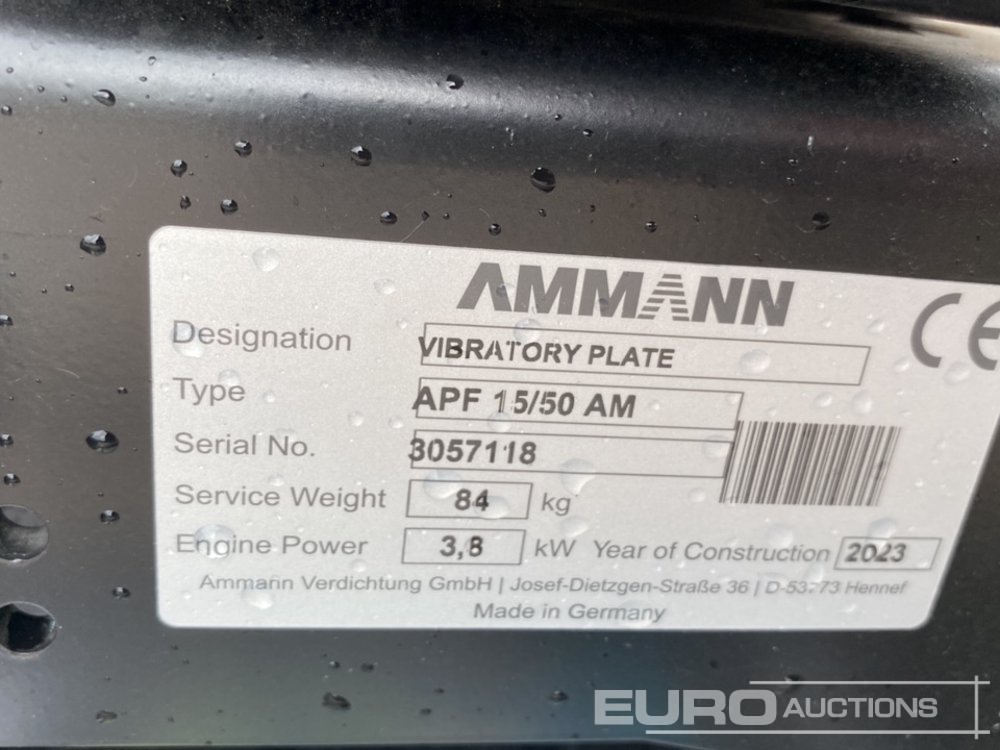 AMMANN
CE
Designation VIBRATORY PLATE
Type APF 15/50 AM
Serial No. 3057118
Service Weight 84 kg
Engine Power 3,8 kW Year of Construction 2023
Ammann Verdichtung GmbH | Josef-Dietzgen-Straße 36 | D-53773 Hennef
Made in Germany
EURO AUCTIONS